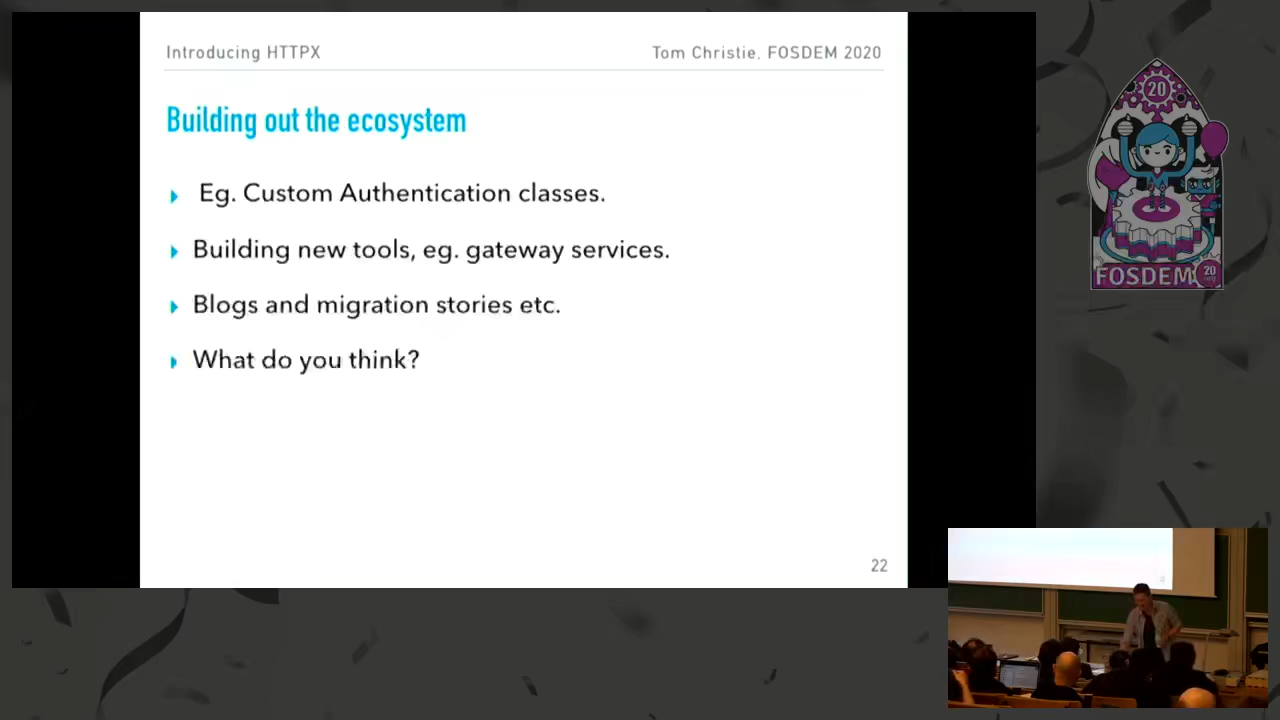 Introducing HTTPX
Tom Christie, FOSDEM 2020
Building out the ecosystem
Eg. Custom Authentication classes.
Building new tools, eg. gateway services.
Blogs and migration stories etc.
What do you think?
22
20
FOSDEM
20